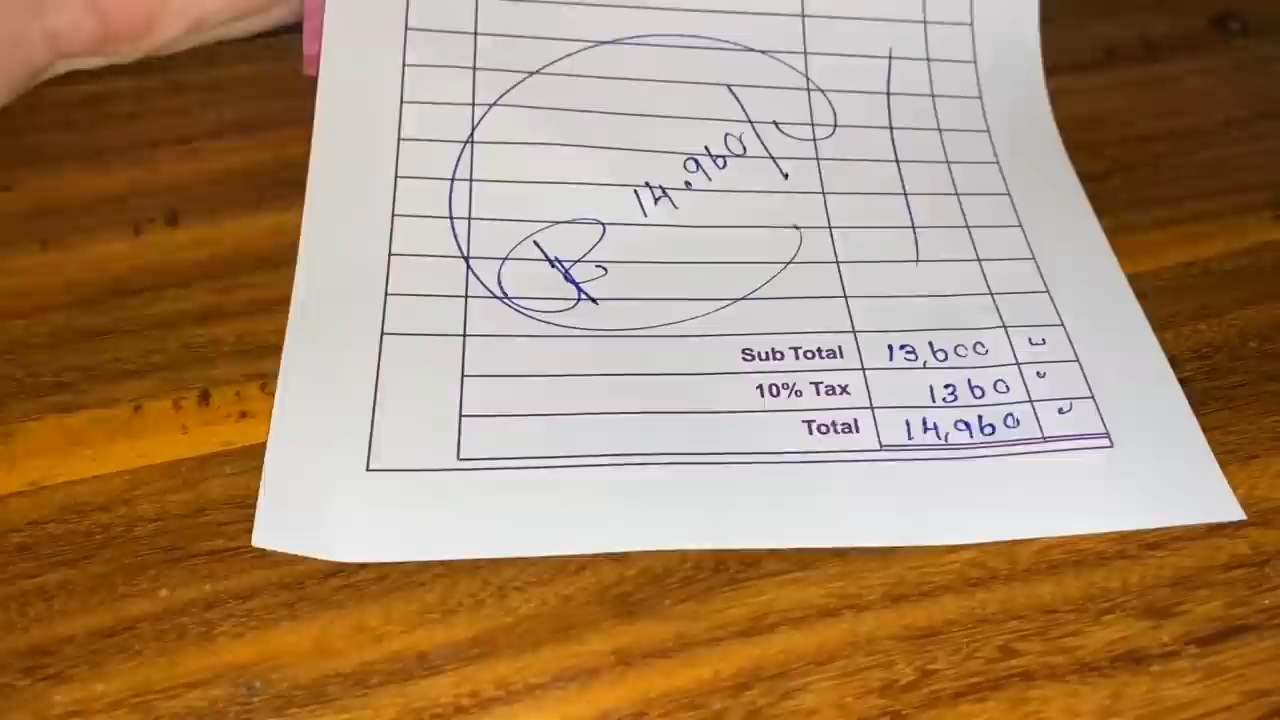 14.960/
Sub Total 13,600
10% Tax 1360
Total 14,960